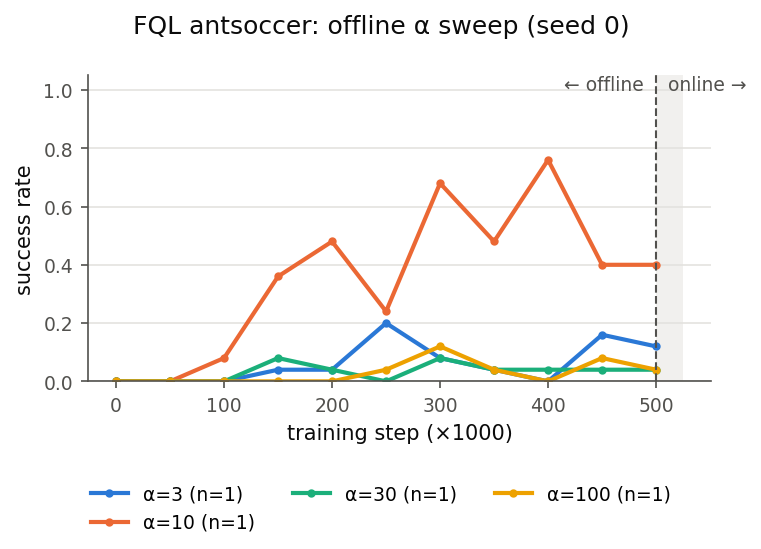 FQL antsoccer: offline α sweep (seed 0)
← offline online →
1.0
0.8
0.6
0.4
0.2
0.0
success rate
0 100 200 300 400 500
training step (×1000)
α=3 (n=1) α=30 (n=1) α=100 (n=1)
α=10 (n=1)